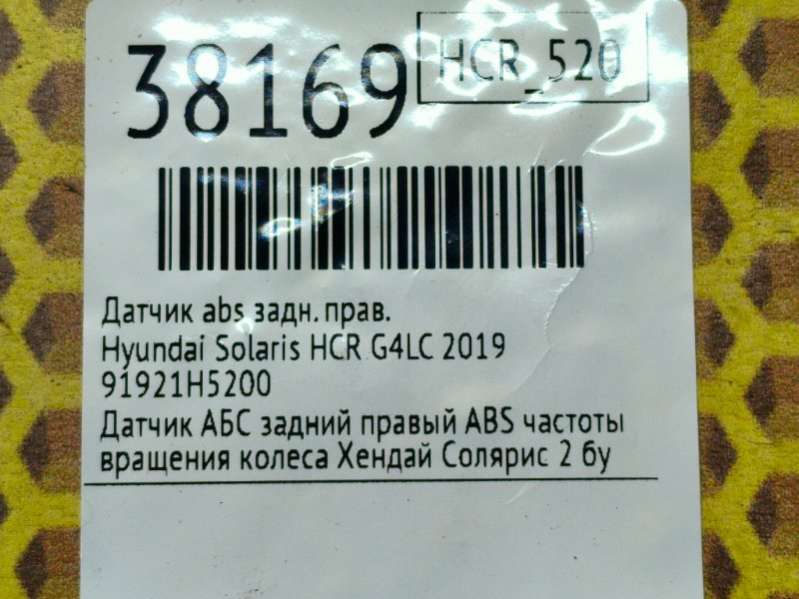 38169
HCR_520
Датчик abs задн. прав.
Hyundai Solaris HCR G4LC 2019
91921H5200
Датчик АБС задний правый ABS частоты
вращения колеса Хендай Солярис 2 бу